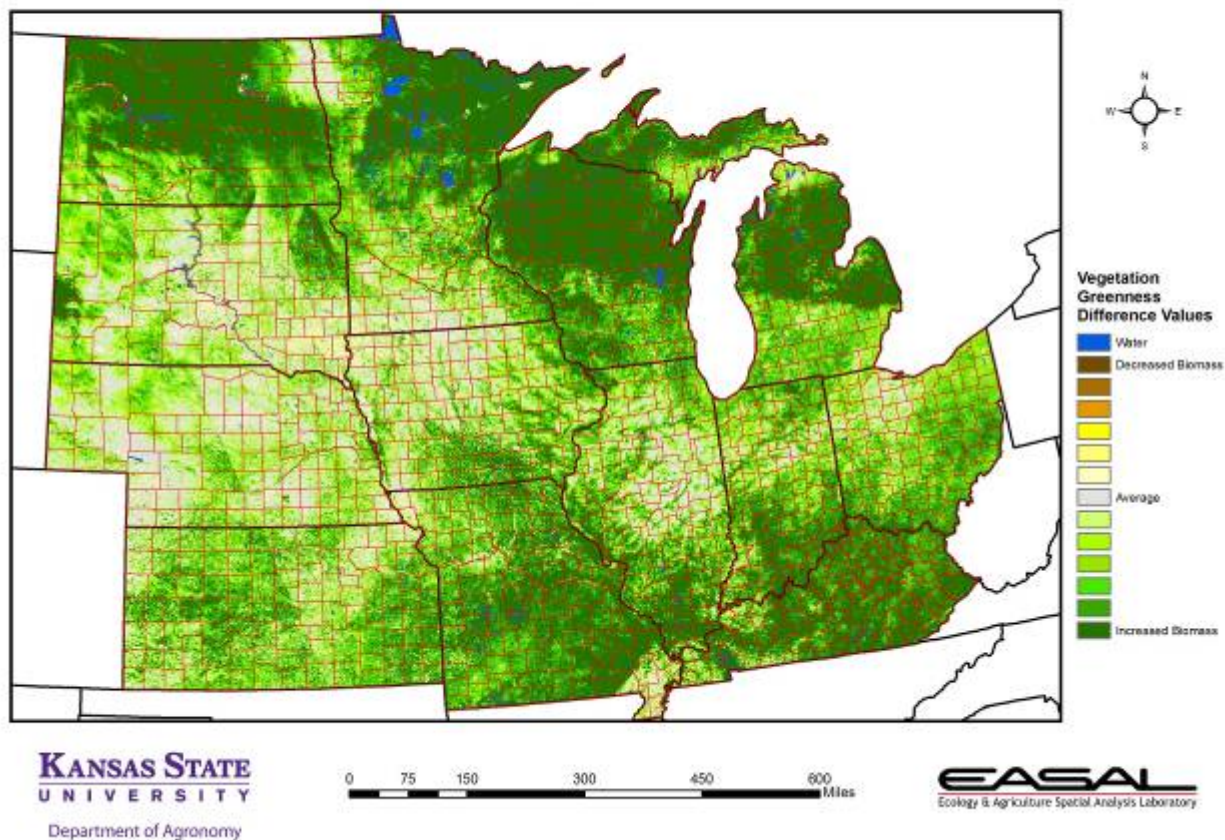 N
W
E
S
Vegetation
Greenness
Difference Values
Water
Decreased Biomass
Average
Increased Biomass
KANSAS STATE
UNIVERSITY
Department of Agronomy
0 75 150 300 450 600
Miles
EASAL
Ecology & Agriculture Spatial Analysis Laboratory